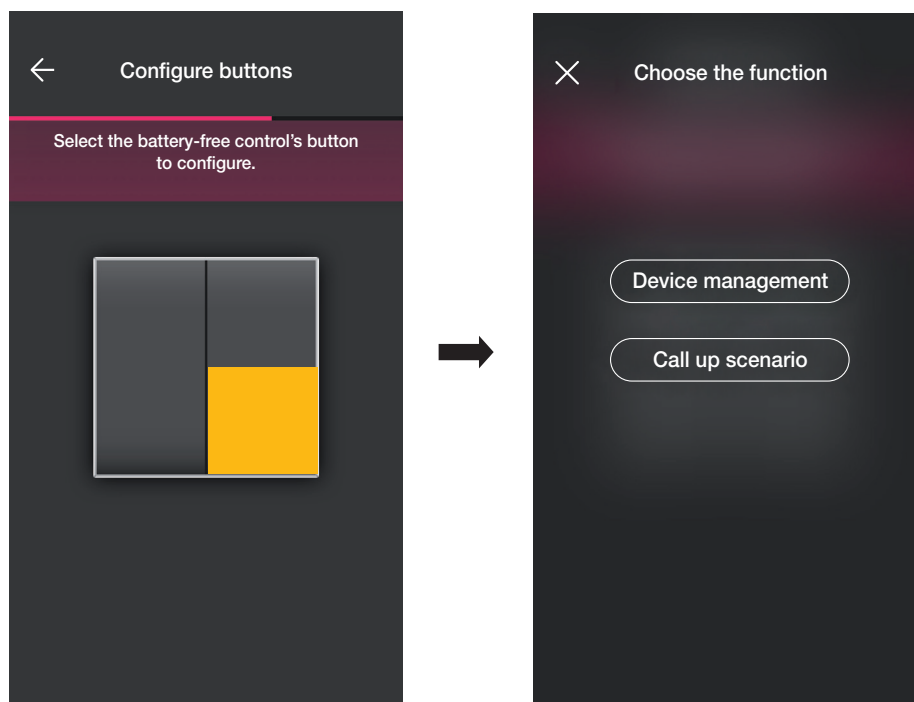 Configure buttons
Select the battery-free control's button
to configure.
Choose the function
Device management
Call up scenario